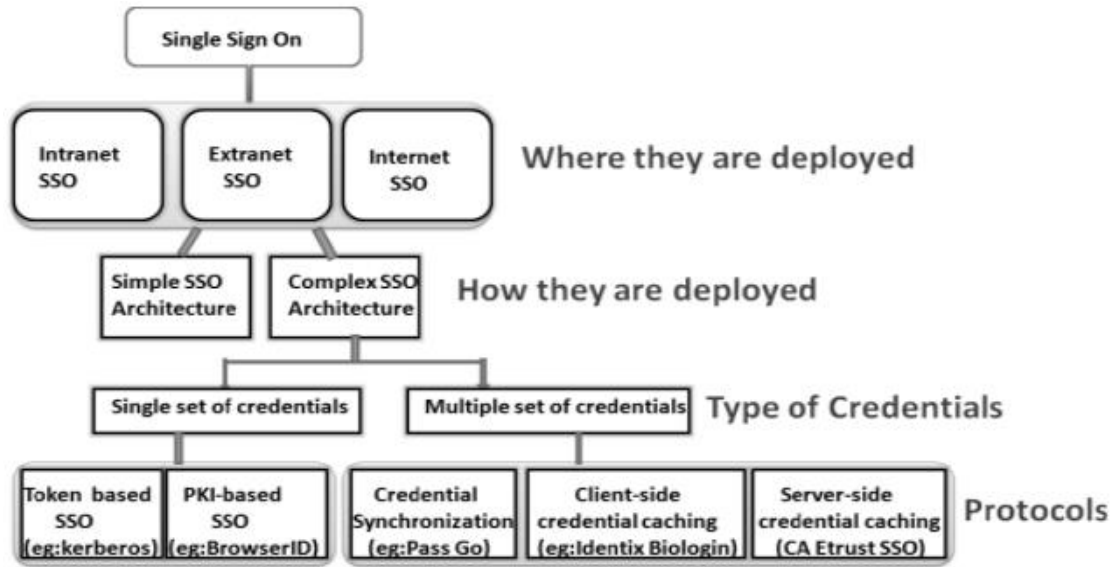 Single Sign On
Intranet
SSO
Extranet
SSO
Internet
SSO
Where they are deployed
Simple SSO
Architecture
Complex SSO
Architecture
How they are deployed
Single set of credentials
Multiple set of credentials
Type of Credentials
Token based
SSO
(eg:kerberos)
PKI-based
SSO
(eg:BrowserID)
Credential
Synchronization
(eg:Pass Go)
Client-side
credential caching
(eg:Identix Biologin)
Server-side
credential caching
(CA Etrust SSO)
Protocols